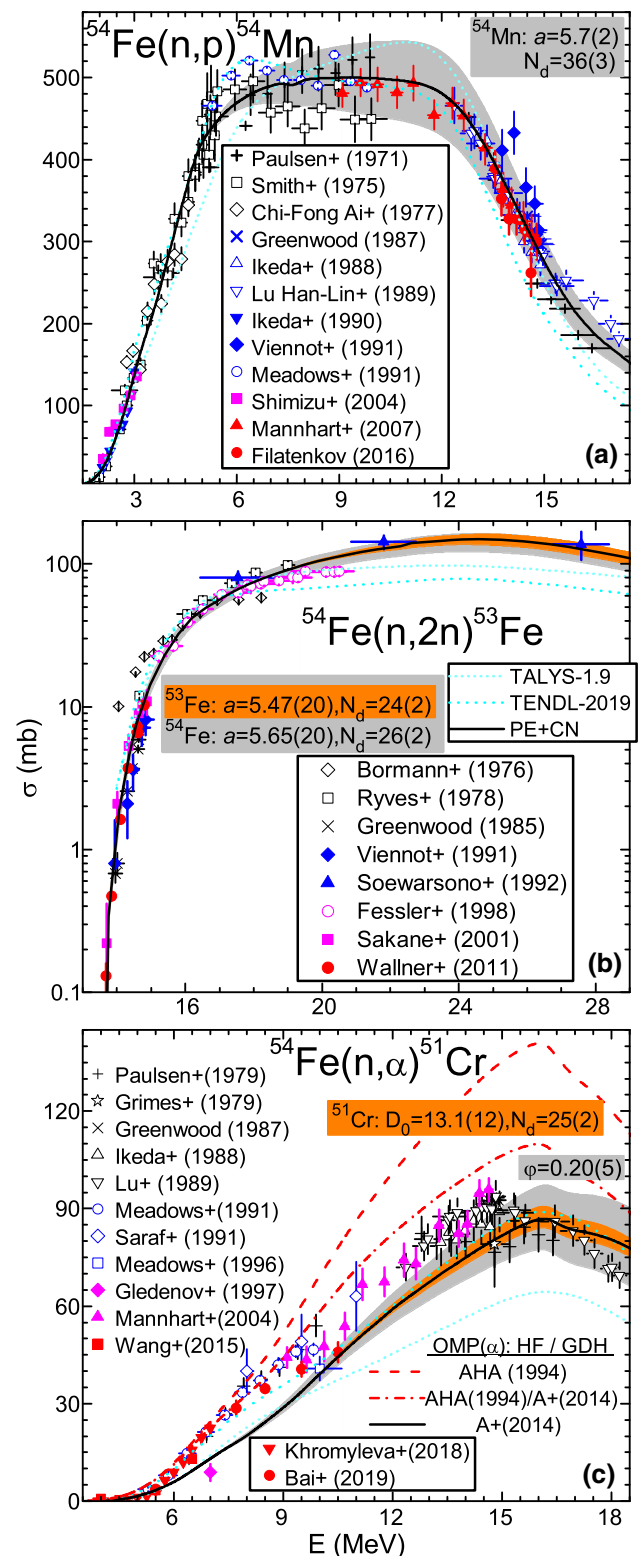 54Fe(n,p)54Mn
54Mn: a=5.7(2)
Nd=36(3)
500
400
300
200
100
Paulsen+ (1971)
Smith+ (1975)
Chi-Fong Ai+ (1977)
Greenwood (1987)
Ikeda+ (1988)
Lu Han-Lin+ (1989)
Ikeda+ (1990)
Viennot+ (1991)
Meadows+ (1991)
Shimizu+ (2004)
Mannhart+ (2007)
Filatenkov (2016)
(a)
3 6 9 12 15
100
10
1
0.1
σ (mb)
54Fe(n,2n)53Fe
TALYS-1.9
TENDL-2019
PE+CN
53Fe: a=5.47(20),Nd=24(2)
54Fe: a=5.65(20),Nd=26(2)
Bormann+ (1976)
Ryves+ (1978)
Greenwood (1985)
Viennot+ (1991)
Soewarsono+ (1992)
Fessler+ (1998)
Sakane+ (2001)
Wallner+ (2011)
(b)
16 20 24 28
54Fe(n,α)51Cr
120
90
60
30
0
Paulsen+(1979)
Grimes+ (1979)
Greenwood (1987)
Ikeda+ (1988)
Lu+ (1989)
Meadows+(1991)
Saraf+ (1991)
Meadows+ (1996)
Gledenov+ (1997)
Mannhart+(2004)
Wang+(2015)
51Cr: D0=13.1(12),Nd=25(2)
φ=0.20(5)
OMP(α): HF / GDH
AHA (1994)
AHA(1994)/A+(2014)
A+(2014)
Khromyleva+(2018)
Bai+ (2019)
(c)
6 9 12 15 18
E (MeV)